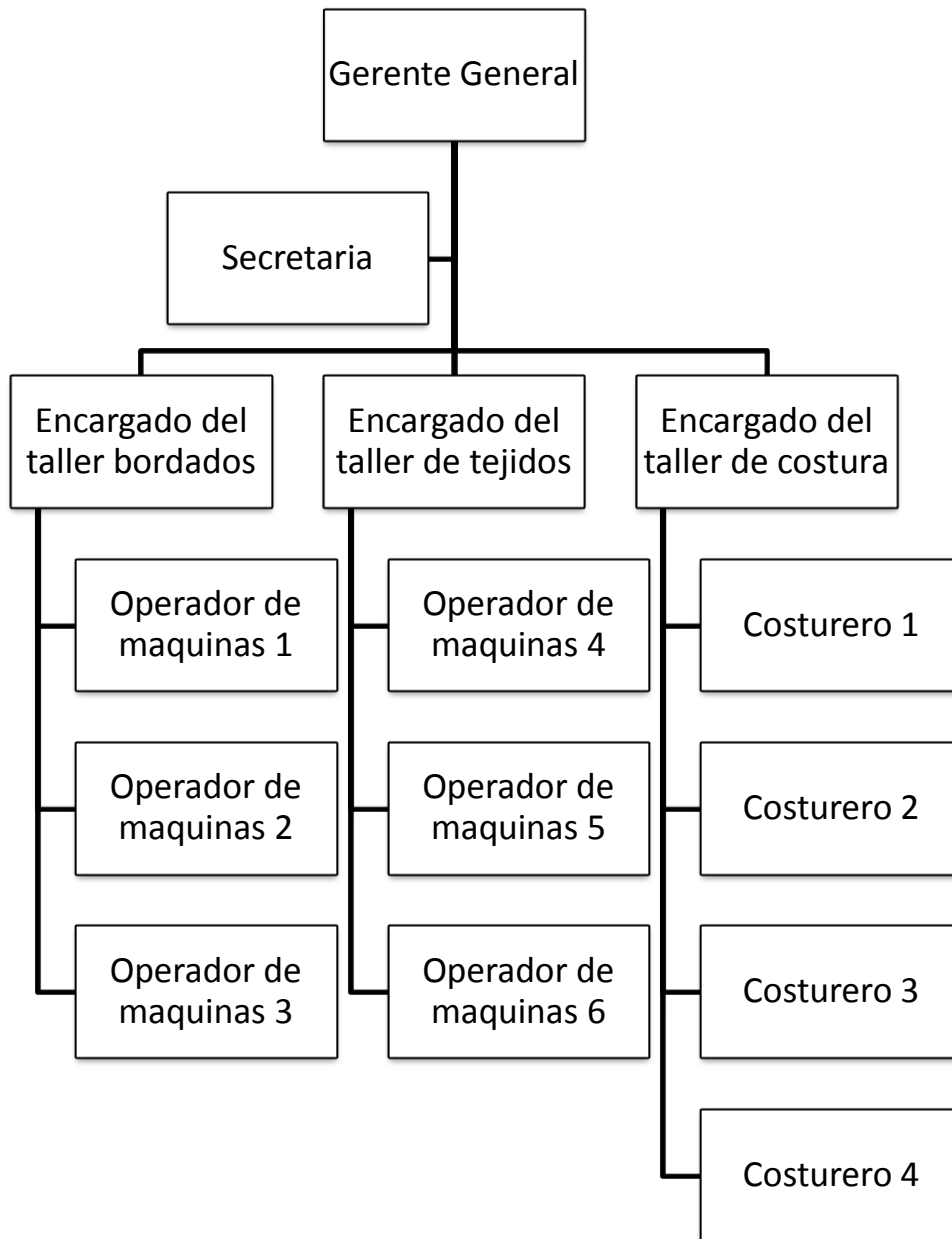 Gerente General
Secretaria
Encargado del
taller bordados
Encargado del
taller de tejidos
Encargado del
taller de costura
Operador de
maquinas 1
Operador de
maquinas 4
Costurero 1
Operador de
maquinas 2
Operador de
maquinas 5
Costurero 2
Operador de
maquinas 3
Operador de
maquinas 6
Costurero 3
Costurero 4